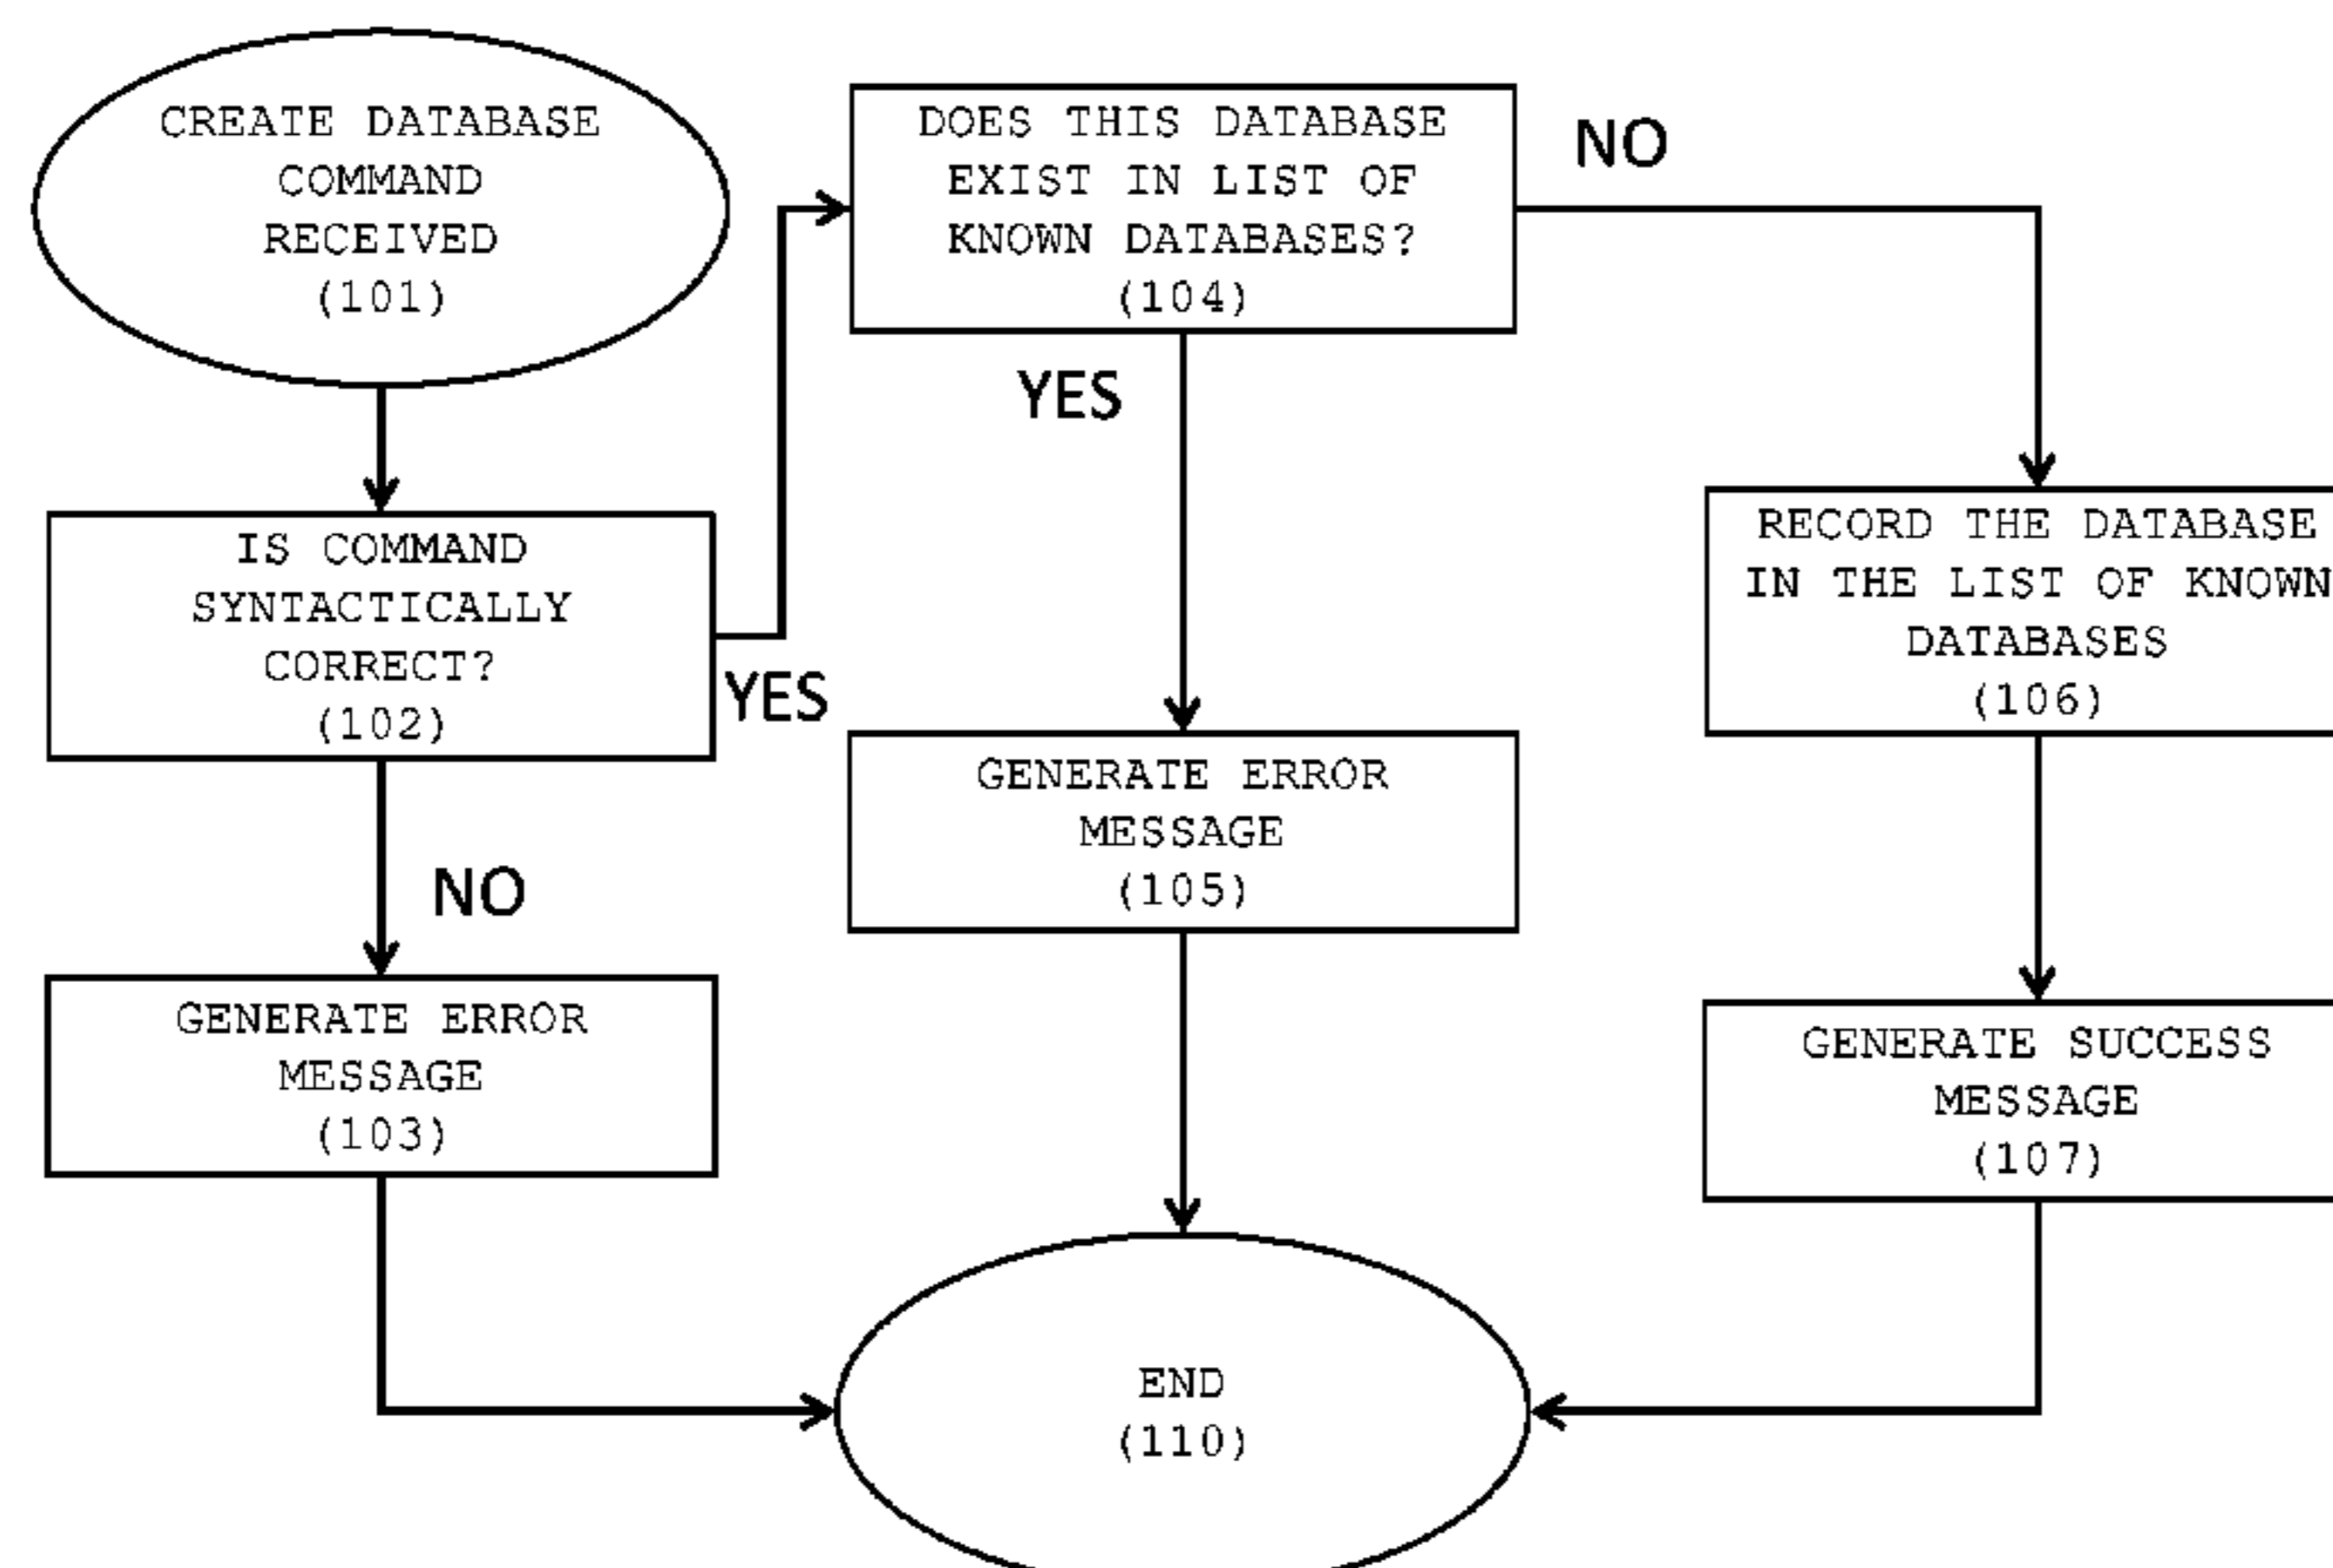 CREATE DATABASE
COMMAND
RECEIVED
(101)
IS COMMAND
SYNTACTICALLY
CORRECT?
(102)
YES
NO
GENERATE ERROR
MESSAGE
(103)
DOES THIS DATABASE
EXIST IN LIST OF
KNOWN DATABASES?
(104)
NO
YES
GENERATE ERROR
MESSAGE
(105)
RECORD THE DATABASE
IN THE LIST OF KNOWN
DATABASES
(106)
GENERATE SUCCESS
MESSAGE
(107)
END
(110)